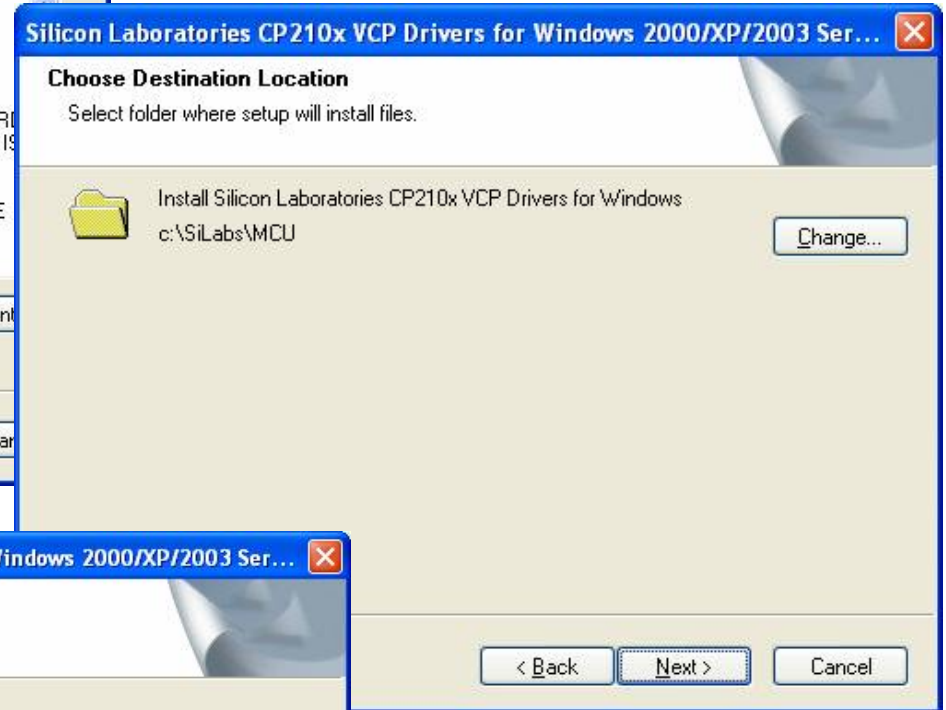 Silicon Laboratories CP210x VCP Drivers for Windows 2000/XP/2003 Ser...
Choose Destination Location
Select folder where setup will install files.
Install Silicon Laboratories CP210x VCP Drivers for Windows
c:\SiLabs\MCU
Change...
indows 2000/XP/2003 Ser...
< Back
Next >
Cancel